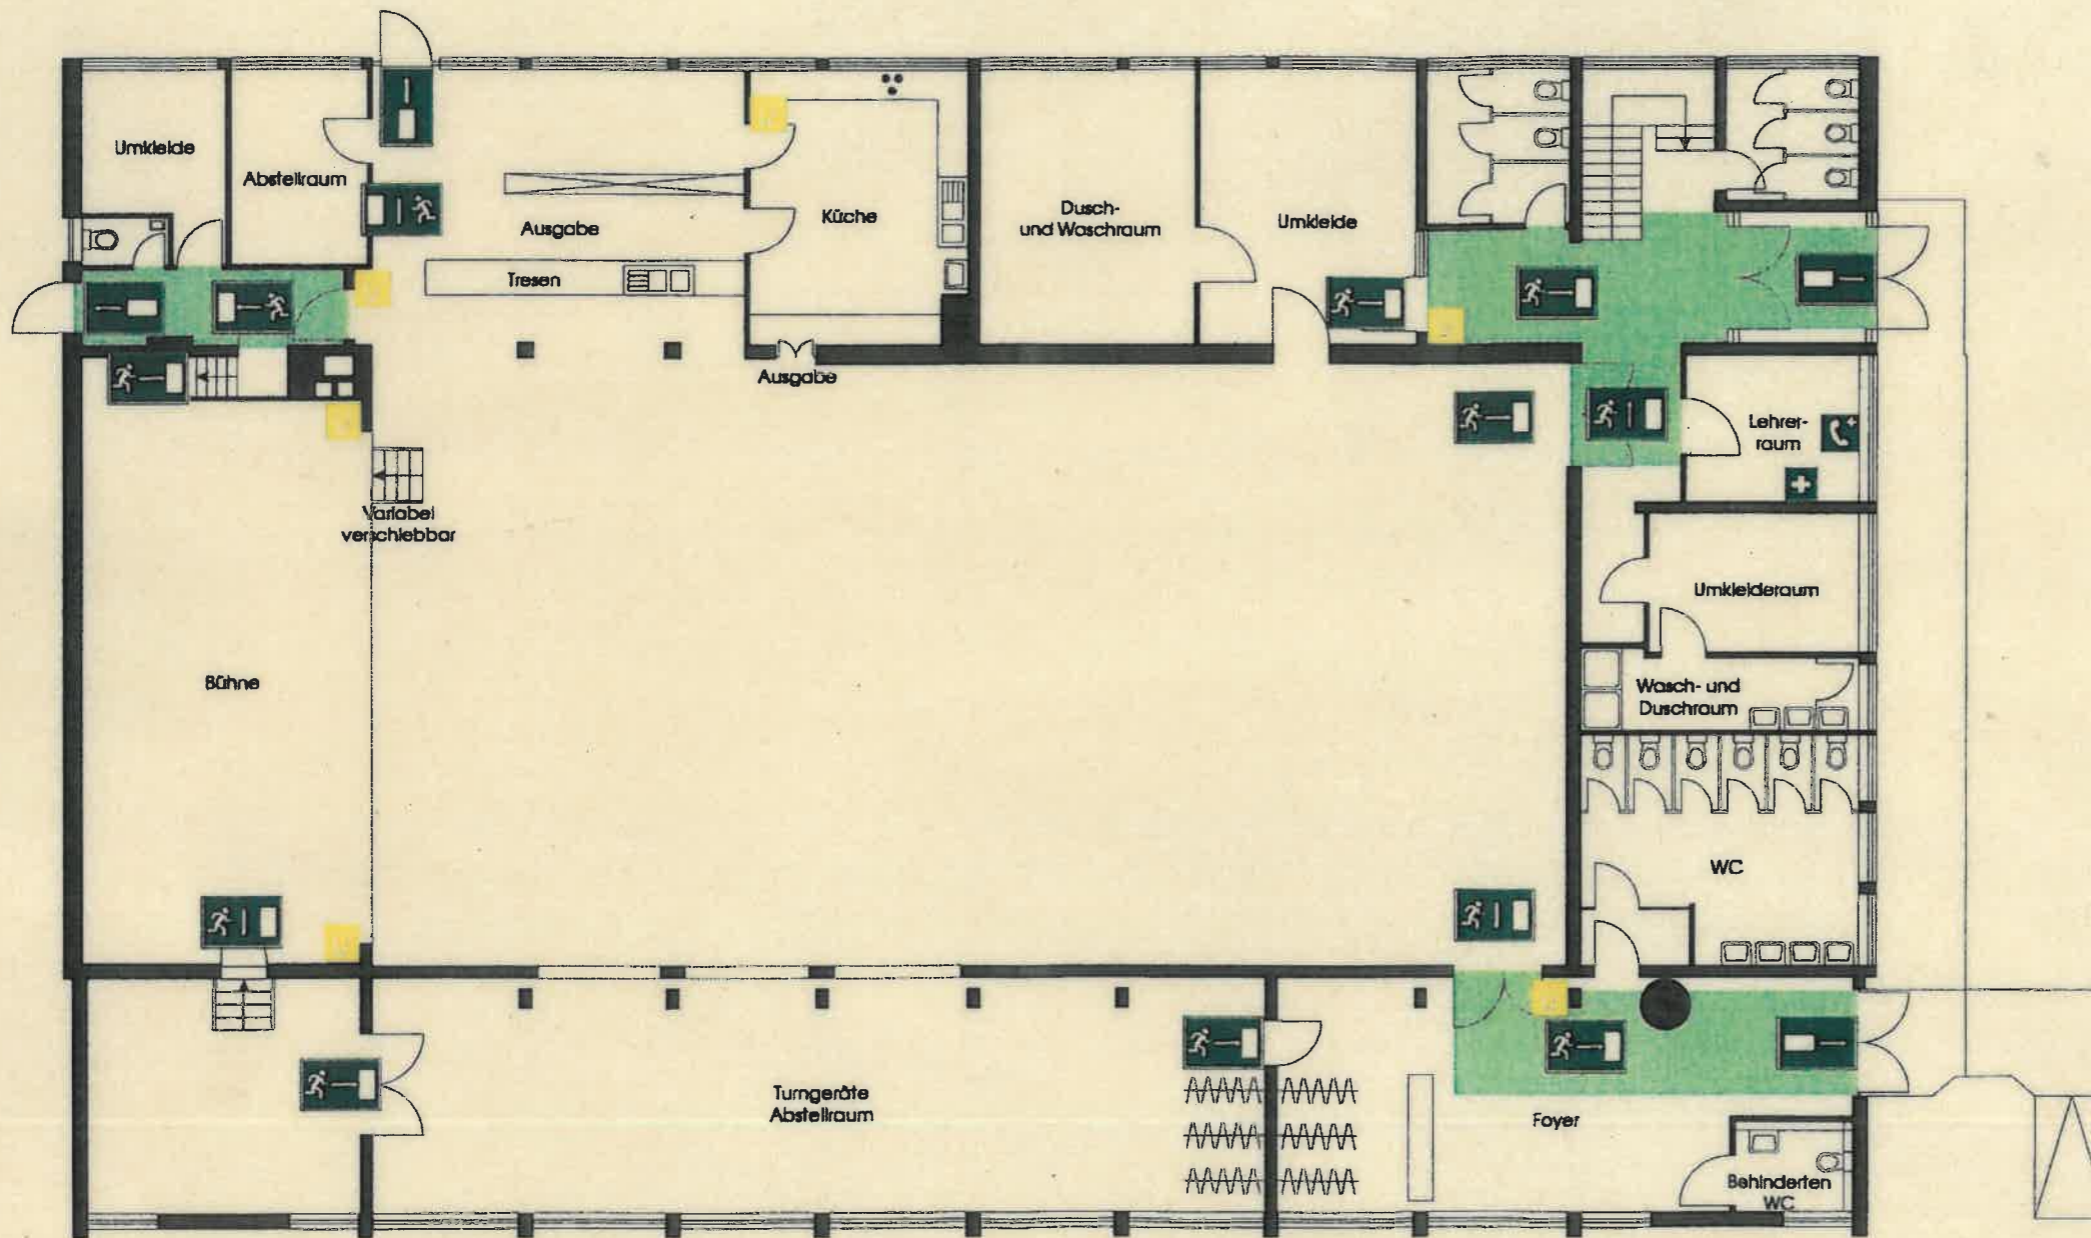 Umkleide
Abstellraum
Ausgabe
Tresen
Küche
Ausgabe
Dusch-
und Waschraum
Umkleide
Lehrer-
raum
Variabel
verschiebbar
Umkleideraum
Bühne
Wasch- und
Duschraum
WC
Turngeräte
Abstellraum
Foyer
Behinderten
WC